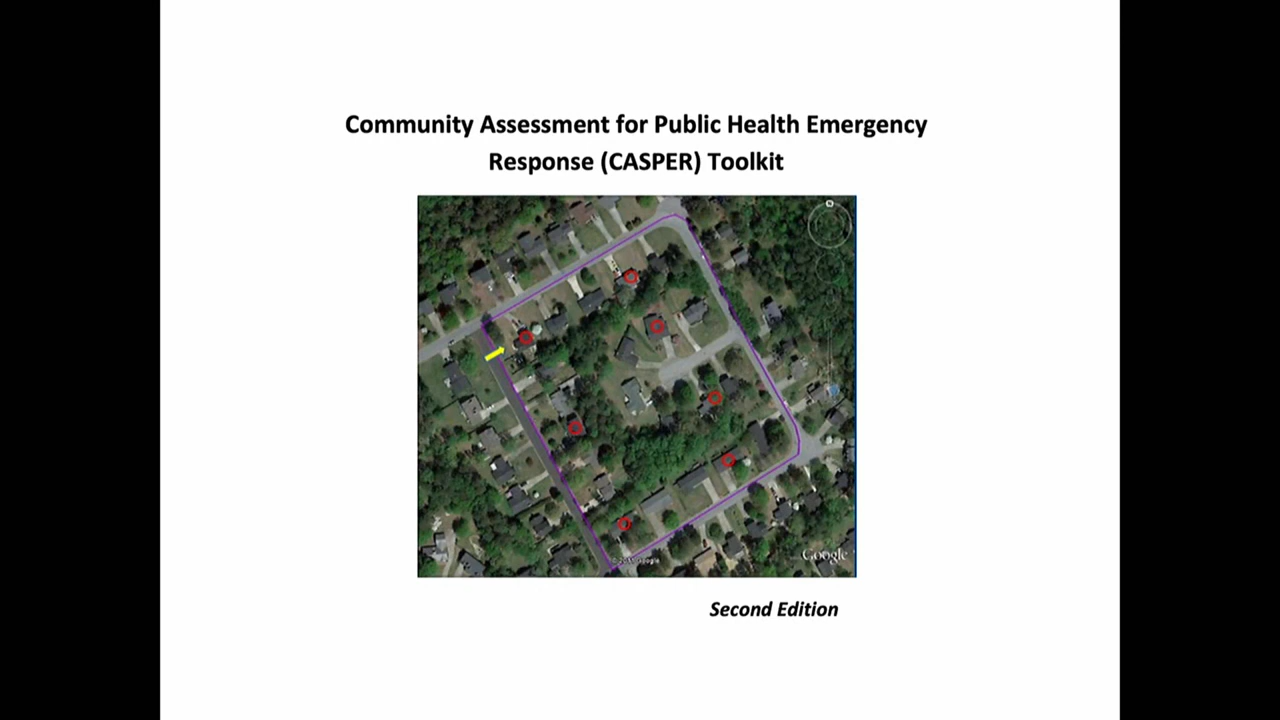 Community Assessment for Public Health Emergency
Response (CASPER) Toolkit
Google
Second Edition